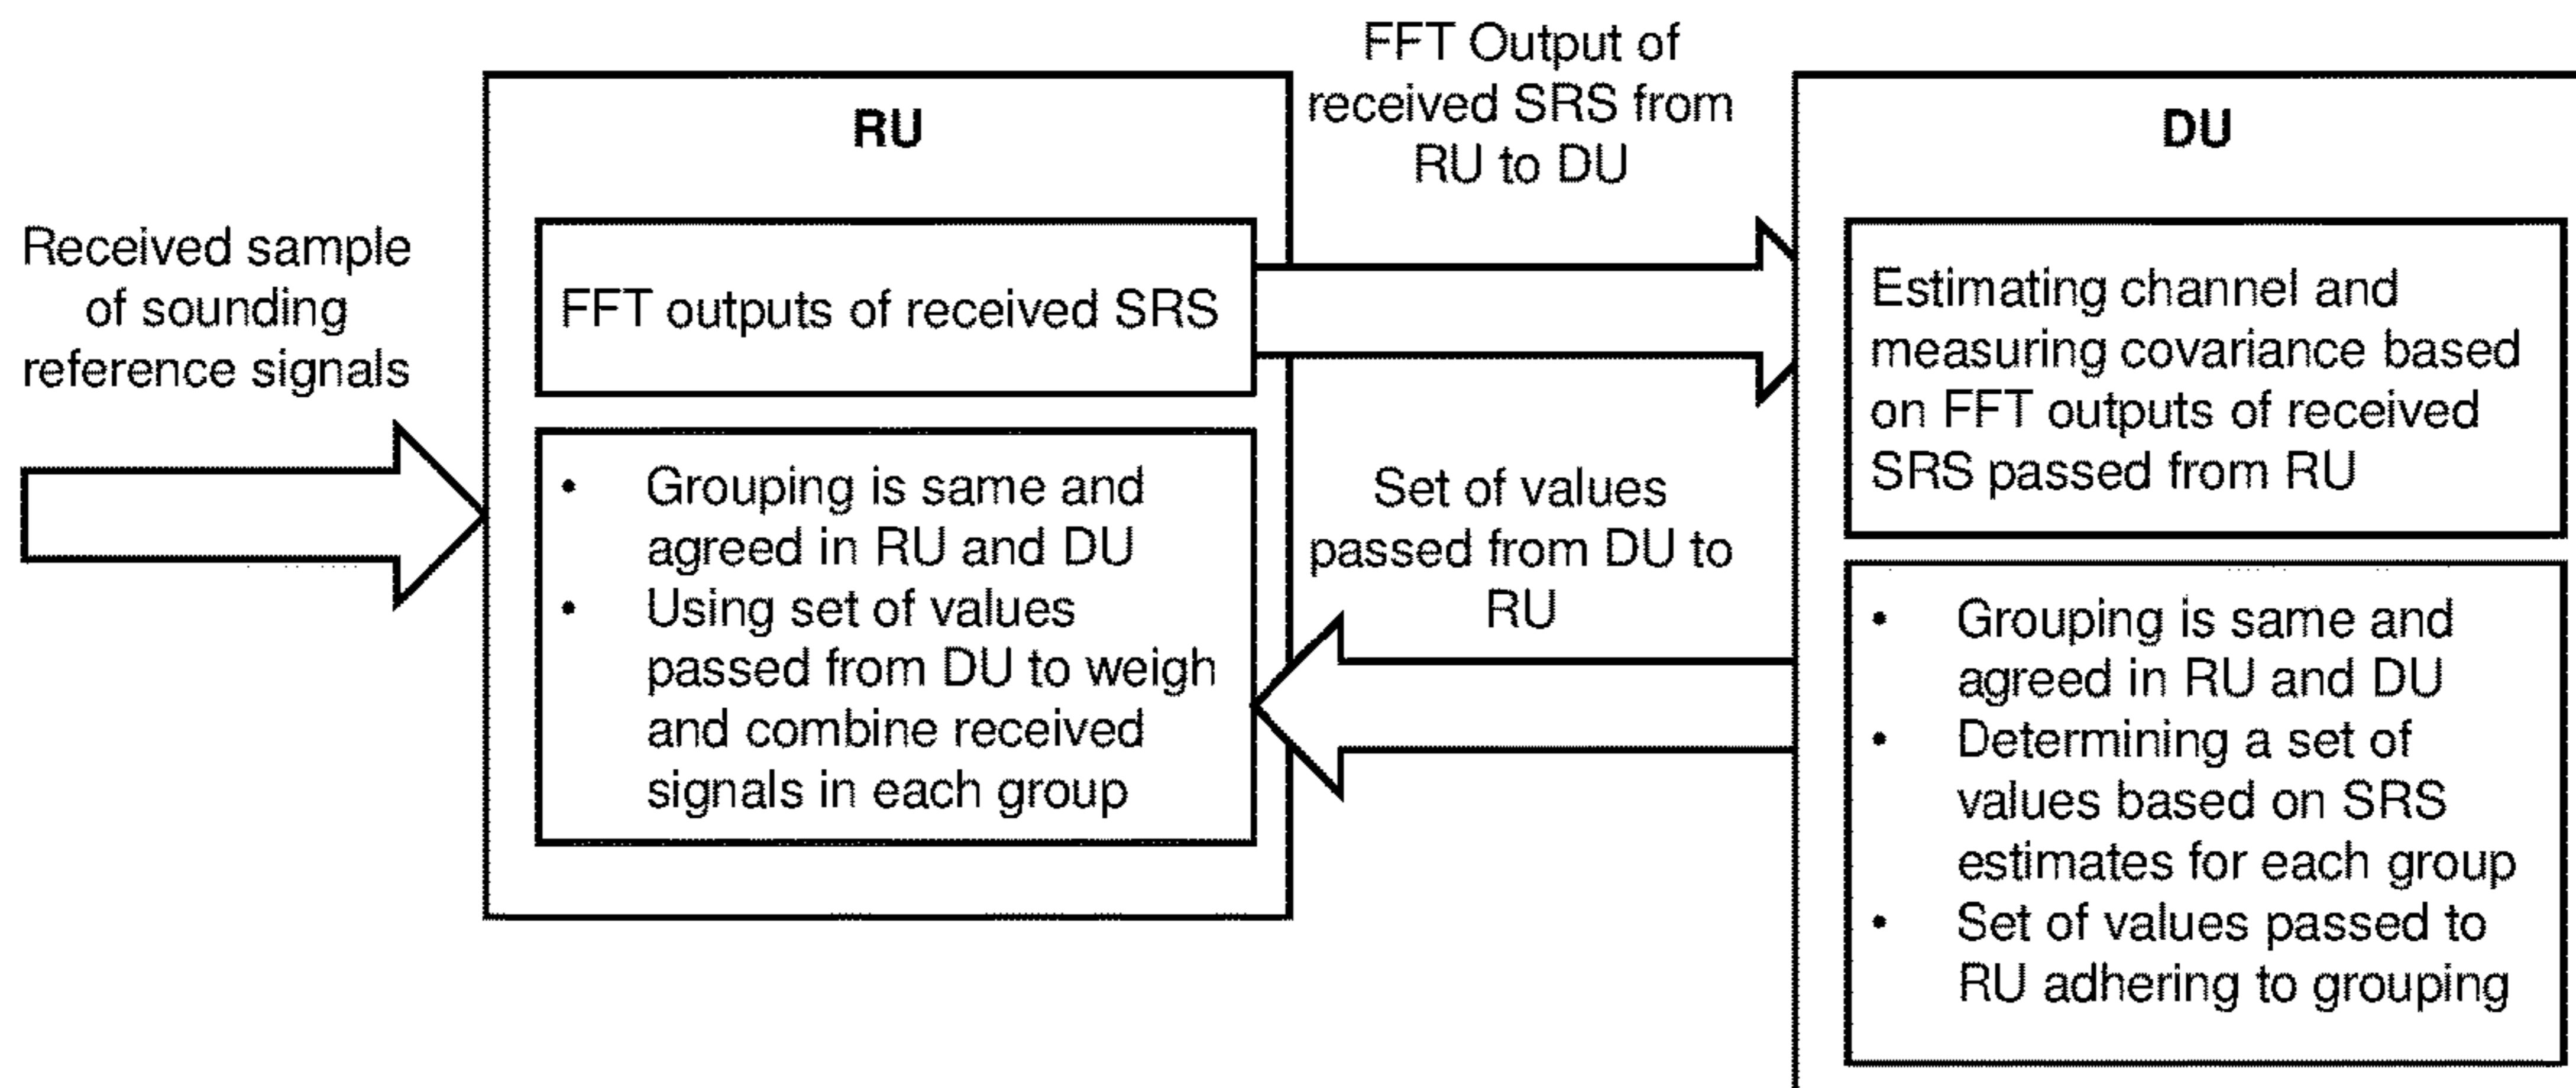 Received sample
of sounding
reference signals
RU
FFT outputs of received SRS
• Grouping is same and
agreed in RU and DU
• Using set of values
passed from DU to weigh
and combine received
signals in each group
FFT Output of
received SRS from
RU to DU
Set of values
passed from DU to
RU
DU
Estimating channel and
measuring covariance based
on FFT outputs of received
SRS passed from RU
• Grouping is same and
agreed in RU and DU
• Determining a set of
values based on SRS
estimates for each group
• Set of values passed to
RU adhering to grouping